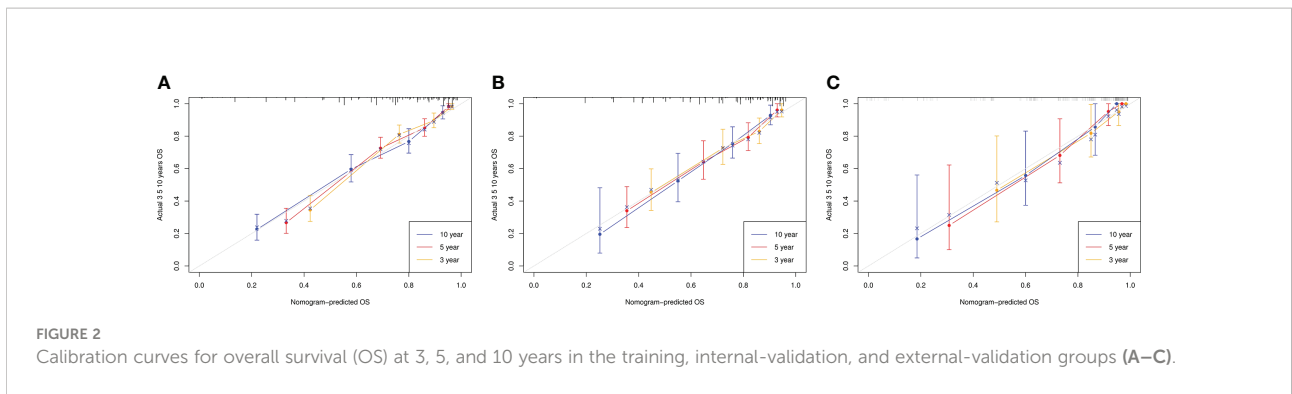 A
B
C
Actual 3 5 10 years OS
1.0
0.8
0.6
0.4
0.2
0.0
10 year
5 year
3 year
0.0 0.2 0.4 0.6 0.8 1.0
Nomogram−predicted OS
Actual 3 5 10 years OS
1.0
0.8
0.6
0.4
0.2
0.0
10 year
5 year
3 year
0.0 0.2 0.4 0.6 0.8 1.0
Nomogram−predicted OS
Actual 3 5 10 years OS
1.0
0.8
0.6
0.4
0.2
0.0
10 year
5 year
3 year
0.0 0.2 0.4 0.6 0.8 1.0
Nomogram−predicted OS
FIGURE 2
Calibration curves for overall survival (OS) at 3, 5, and 10 years in the training, internal-validation, and external-validation groups (A–C).